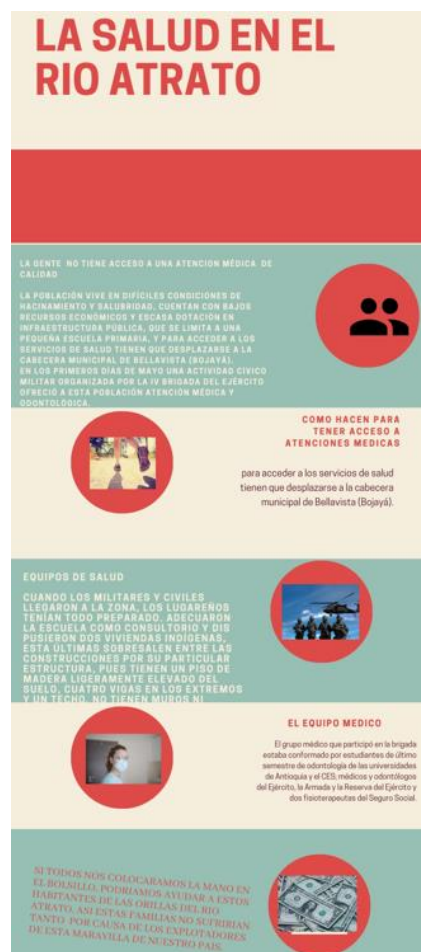 LA SALUD EN EL
RIO ATRATO
LA GENTE NO TIENE ACCESO A UNA ATENCION MÉDICA DE
CALIDAD
LA POBLACIÓN VIVE EN DIFÍCILES CONDICIONES DE
HACINAMIENTO Y SALUBRIDAD, CUENTAN CON BAJOS
RECURSOS ECONÓMICOS Y ESCASA DOTACIÓN EN
INFRAESTRUCTURA PÚBLICA, QUE SE LIMITA A UNA
PEQUEÑA ESCUELA PRIMARIA, Y PARA ACCEDER A LOS
SERVICIOS DE SALUD TIENEN QUE DESPLAZARSE A LA
CABECERA MUNICIPAL DE BELLAVISTA (BOJAYÁ).
EN LOS PRIMEROS DÍAS DE MAYO UNA ACTIVIDAD CÍVICO
MILITAR ORGANIZADA POR LA IV BRIGADA DEL EJÉRCITO
OFRECIÓ A ESTA POBLACIÓN ATENCIÓN MÉDICA Y
ODONTOLÓGICA.
COMO HACEN PARA
TENER ACCESO A
ATENCIONES MEDICAS
para acceder a los servicios de salud
tienen que desplazarse a la cabecera
municipal de Bellavista (Bojayá).
EQUIPOS DE SALUD
CUANDO LOS MILITARES Y CIVILES
LLEGARON A LA ZONA, LOS LUGAREÑOS
TENÍAN TODO PREPARADO. ADECUARON
LA ESCUELA COMO CONSULTORIO Y DIS
PUSIERON DOS VIVIENDAS INDÍGENAS,
ESTA ÚLTIMAS SOBRESALEN ENTRE LAS
CONSTRUCCIONES POR SU PARTICULAR
ESTRUCTURA, PUES TIENEN UN PISO DE
MADERA LIGERAMENTE ELEVADO DEL
SUELO, CUATRO VIGAS EN LOS EXTREMOS
Y UN TECHO, NO TIENEN MUROS NI
EL EQUIPO MEDICO
El grupo médico que participó en la brigada
estaba conformado por estudiantes de último
semestre de odontología de las universidades
de Antioquia y el CES; médicos y odontólogos
del Ejército, la Armada y la Reserva del Ejército y
dos fisioterapeutas del Seguro Social.
SI TODOS NOS COLOCARAMOS LA MANO EN
EL BOLSILLO, PODRIAMOS AYUDAR A ESTOS
HABITANTES DE LAS ORILLAS DEL RIO
ATRATO, ASI ESTAS FAMILIAS NO SUFRIRIAN
TANTO POR CAUSA DE LOS EXPLOTADORES
DE ESTA MARAVILLA DE NUESTRO PAIS.